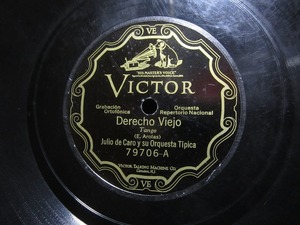 VE
"HIS MASTER'S VOICE"
VICTOR
Grabación Ortofónica
Orquesta Repertorio Nacional
Derecho Viejo
Tango
(E. Arolas)
Julio de Caro y su Orquesta Típica
79706-A
VICTOR TALKING MACHINE CO.
Camden, N.J.
VE